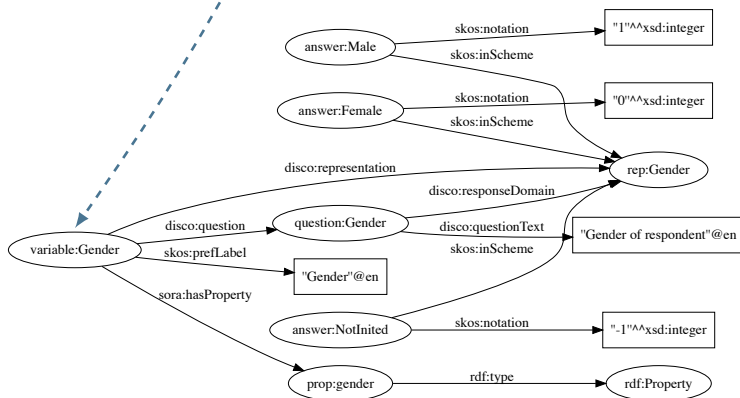 skos:notation
"1"^^xsd:integer
answer:Male
skos:inScheme
skos:notation
"0"^^xsd:integer
answer:Female
skos:inScheme
disco:representation
rep:Gender
disco:responseDomain
disco:question
question:Gender
disco:questionText
"Gender of respondent"@en
variable:Gender
skos:prefLabel
skos:inScheme
"Gender"@en
sora:hasProperty
answer:NotInited
skos:notation
"-1"^^xsd:integer
prop:gender
rdf:type
rdf:Property